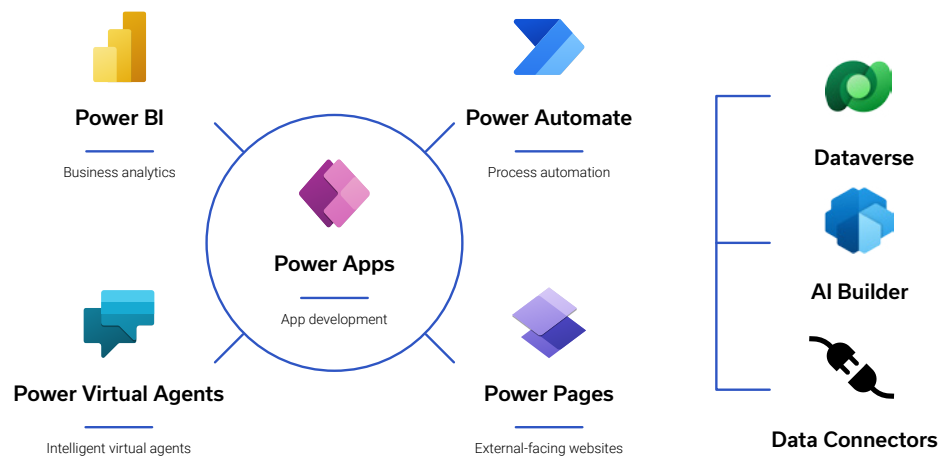 Power BI
Business analytics
Power Automate
Process automation
Power Apps
App development
Power Virtual Agents
Intelligent virtual agents
Power Pages
External-facing websites
Dataverse
AI Builder
Data Connectors